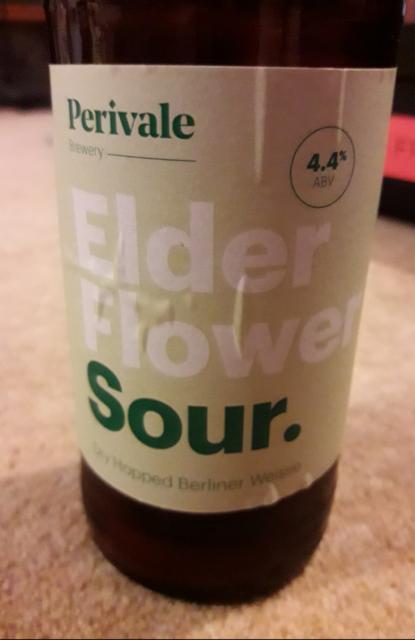 Perivale
Brewery
4.4%
ABV
Elder
Flower
Sour.
Dry Hopped Berliner Weisse